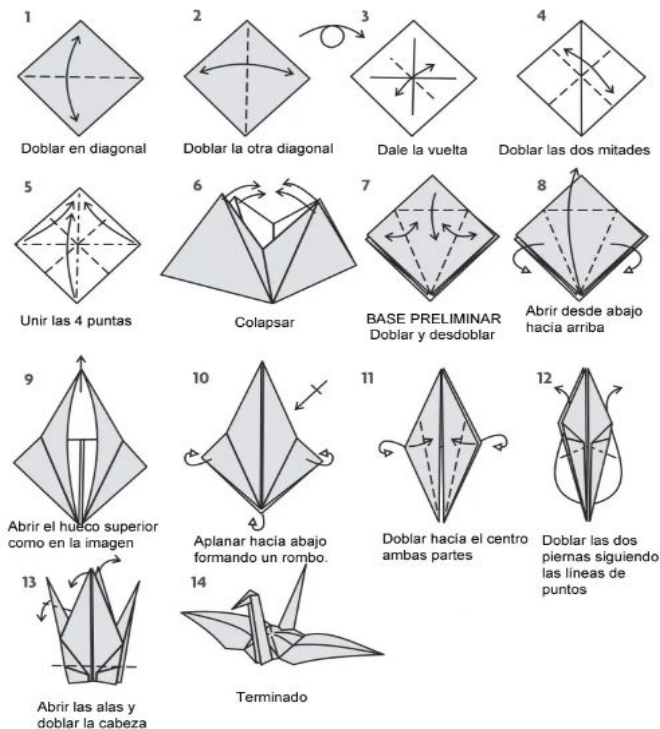 1
Doblar en diagonal
2
Doblar la otra diagonal
3
Dale la vuelta
4
Doblar las dos mitades
5
Unir las 4 puntas
6
Colapsar
7
BASE PRELIMINAR
Doblar y desdoblar
8
Abrir desde abajo
hacía arriba
9
Abrir el hueco superior
como en la imagen
10
Aplanar hacía abajo
formando un rombo.
11
Doblar hacía el centro
ambas partes
12
Doblar las dos
piernas siguiendo
las líneas de
puntos
13
Abrir las alas y
doblar la cabeza
14
Terminado